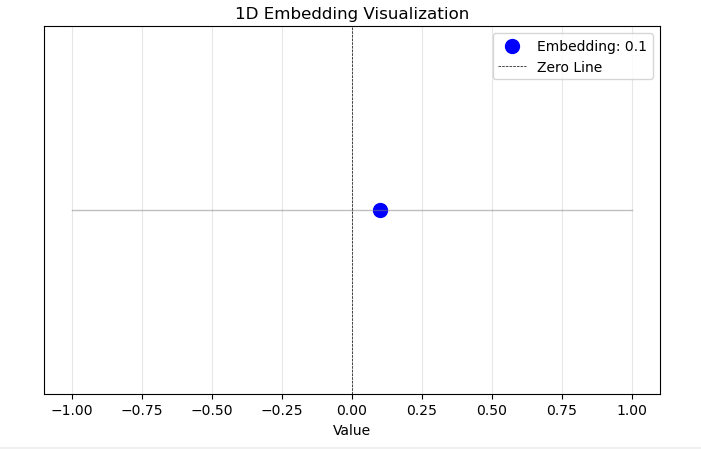 1D Embedding Visualization
Embedding: 0.1
Zero Line
−1.00 −0.75 −0.50 −0.25 0.00 0.25 0.50 0.75 1.00
Value